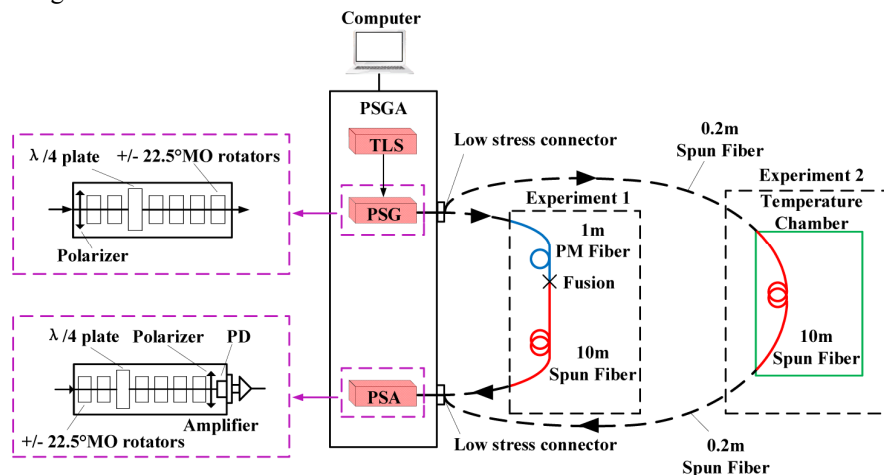 Computer
PSGA
TLS
PSG
PSA
λ/4 plate
+/- 22.5°MO rotators
Polarizer
λ/4 plate
Polarizer
PD
Amplifier
+/- 22.5°MO rotators
Low stress connector
Experiment 1
1m
PM Fiber
Fusion
10m
Spun Fiber
Low stress connector
0.2m
Spun Fiber
Experiment 2
Temperature
Chamber
10m
Spun Fiber
0.2m
Spun Fiber